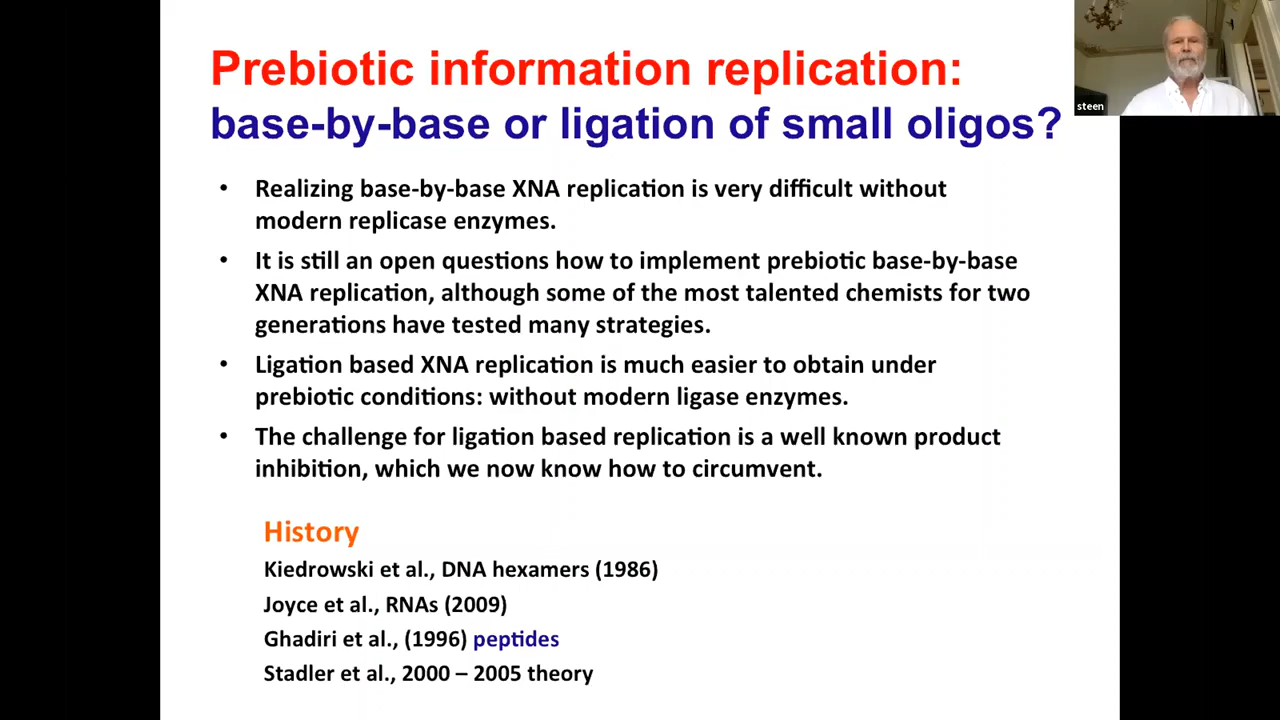 Prebiotic information replication:
base-by-base or ligation of small oligos?
steen
• Realizing base-by-base XNA replication is very difficult without
modern replicase enzymes.
• It is still an open questions how to implement prebiotic base-by-base
XNA replication, although some of the most talented chemists for two
generations have tested many strategies.
• Ligation based XNA replication is much easier to obtain under
prebiotic conditions: without modern ligase enzymes.
• The challenge for ligation based replication is a well known product
inhibition, which we now know how to circumvent.
History
Kiedrowski et al., DNA hexamers (1986)
Joyce et al., RNAs (2009)
Ghadiri et al., (1996) peptides
Stadler et al., 2000 – 2005 theory